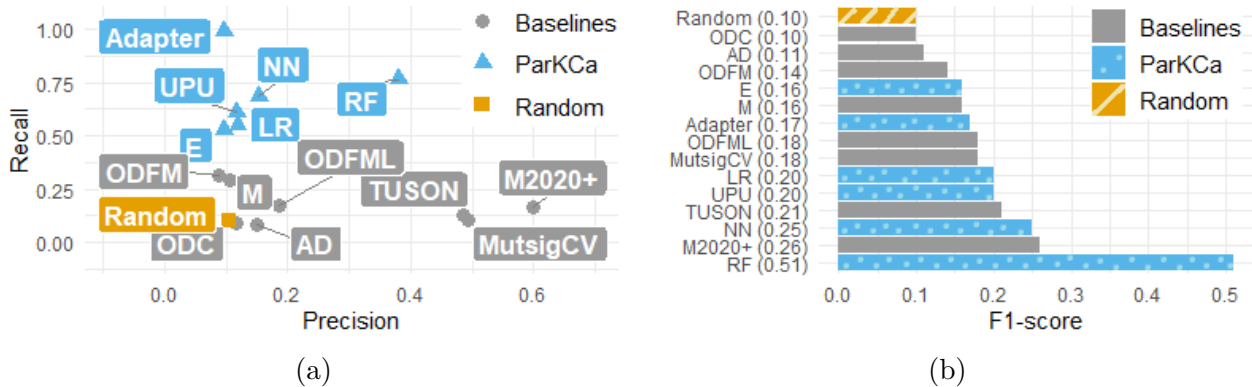 (a)
Recall
1.00
0.75
0.50
0.25
0.00
Adapter
NN
UPU
RF
LR
E
ODFM
ODFML
M
TUSON
M2020+
Random
ODC
AD
MutsigCV
Baselines
ParKCa
Random
0.0 0.2 0.4 0.6
Precision
(b)
Random (0.10)
ODC (0.10)
AD (0.11)
ODFM (0.14)
E (0.16)
M (0.16)
Adapter (0.17)
ODFML (0.18)
MutsigCV (0.18)
LR (0.20)
UPU (0.20)
TUSON (0.21)
NN (0.25)
M2020+ (0.26)
RF (0.51)
Baselines
ParKCa
Random
0.0 0.1 0.2 0.3 0.4 0.5
F1-score
(a)
(b)